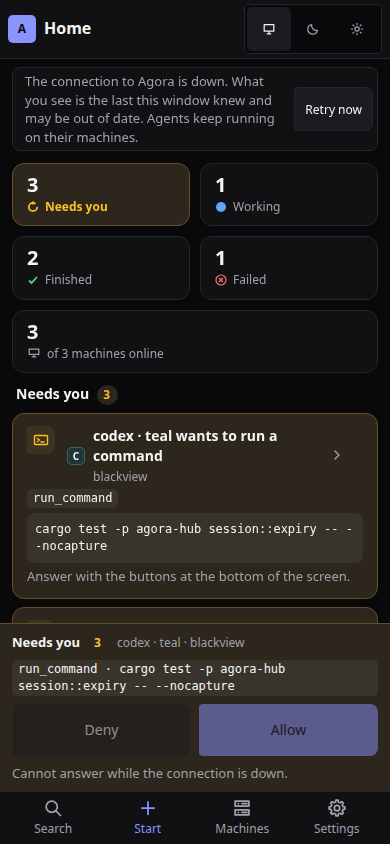 A Home
The connection to Agora is down. What
you see is the last this window knew and
may be out of date. Agents keep running
on their machines.
Retry now
3
Needs you
1
Working
2
Finished
1
Failed
3
of 3 machines online
Needs you 3
codex · teal wants to run a
command
C
blackview
run_command
cargo test -p agora-hub session::expiry -- -
-nocapture
Answer with the buttons at the bottom of the screen.
Needs you 3 codex · teal · blackview
run_command · cargo test -p agora-hub
session::expiry -- --nocapture
Deny
Allow
Cannot answer while the connection is down.
Search
Start
Machines
Settings